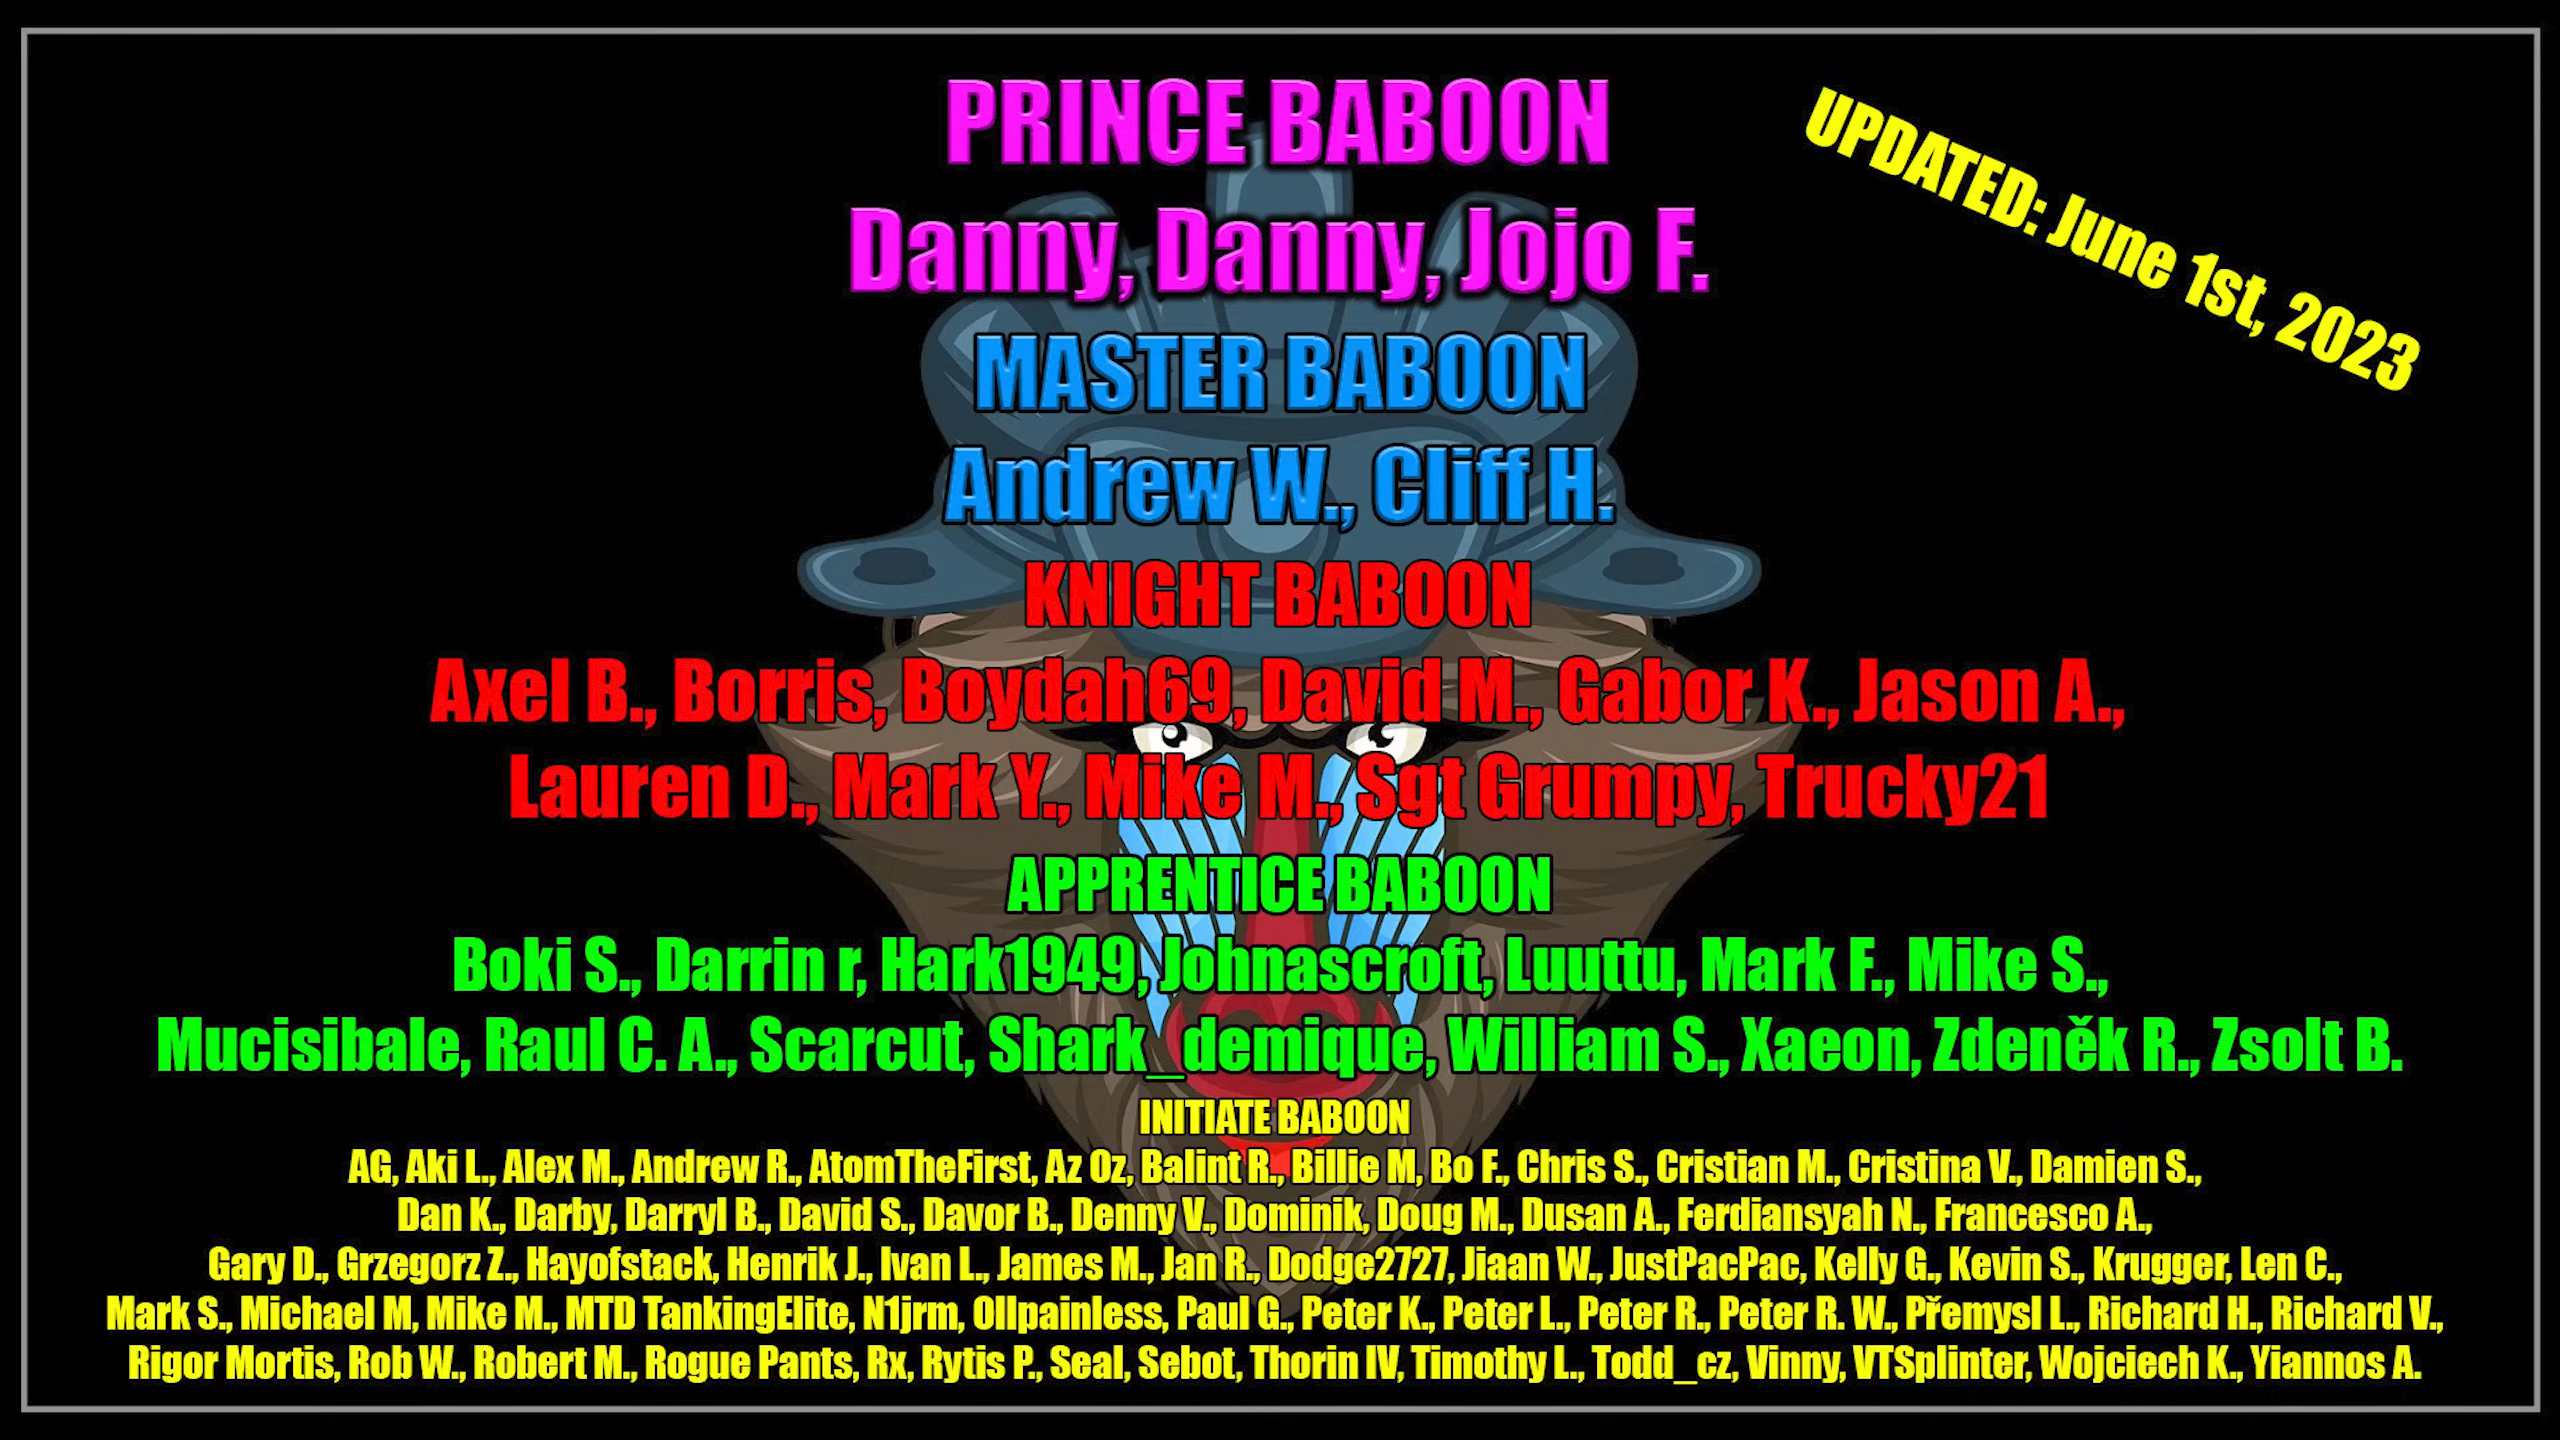 PRINCE BABOON
Danny, Danny, Jojo F.
UPDATED: June 1st, 2023
MASTER BABOON
Andrew W., Cliff H.
KNIGHT BABOON
Axel B., Borris, Boydah69, David M., Gabor K., Jason A.,
Lauren D., Mark Y., Mike M., Sgt Grumpy, Trucky21
APPRENTICE BABOON
Boki S., Darrin r, Hark1949, Johnascroft, Luuttu, Mark F., Mike S.,
Mucisibale, Raul C. A., Scarcut, Shark_demique, William S., Xaeon, Zdeněk R., Zsolt B.
INITIATE BABOON
AG, Aki L., Alex M., Andrew R., AtomTheFirst, Az Oz, Balint R., Billie M, Bo F., Chris S., Cristian M., Cristina V., Damien S.,
Dan K., Darby, Darryl B., David S., Davor B., Denny V., Dominik, Doug M., Dusan A., Ferdiansyah N., Francesco A.,
Gary D., Grzegorz Z., Hayofstack, Henrik J., Ivan L., James M., Jan R., Dodge2727, Jiaan W., JustPacPac, Kelly G., Kevin S., Krugger, Len C.,
Mark S., Michael M, Mike M., MTD TankingElite, N1jrm, Ollpainless, Paul G., Peter K., Peter L., Peter R., Peter R. W., Přemysl L., Richard H., Richard V.,
Rigor Mortis, Rob W., Robert M., Rogue Pants, Rx, Rytis P., Seal, Sebot, Thorin IV, Timothy L., Todd_cz, Vinny, VTSplinter, Wojciech K., Yiannos A.